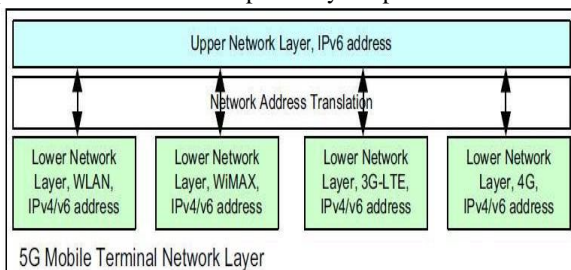 Upper Network Layer, IPv6 address
Network Address Translation
Lower Network
Layer, WLAN,
IPv4/v6 address
Lower Network
Layer, WiMAX,
IPv4/v6 address
Lower Network
Layer, 3G-LTE,
IPv4/v6 address
Lower Network
Layer, 4G,
IPv4/v6 address
5G Mobile Terminal Network Layer